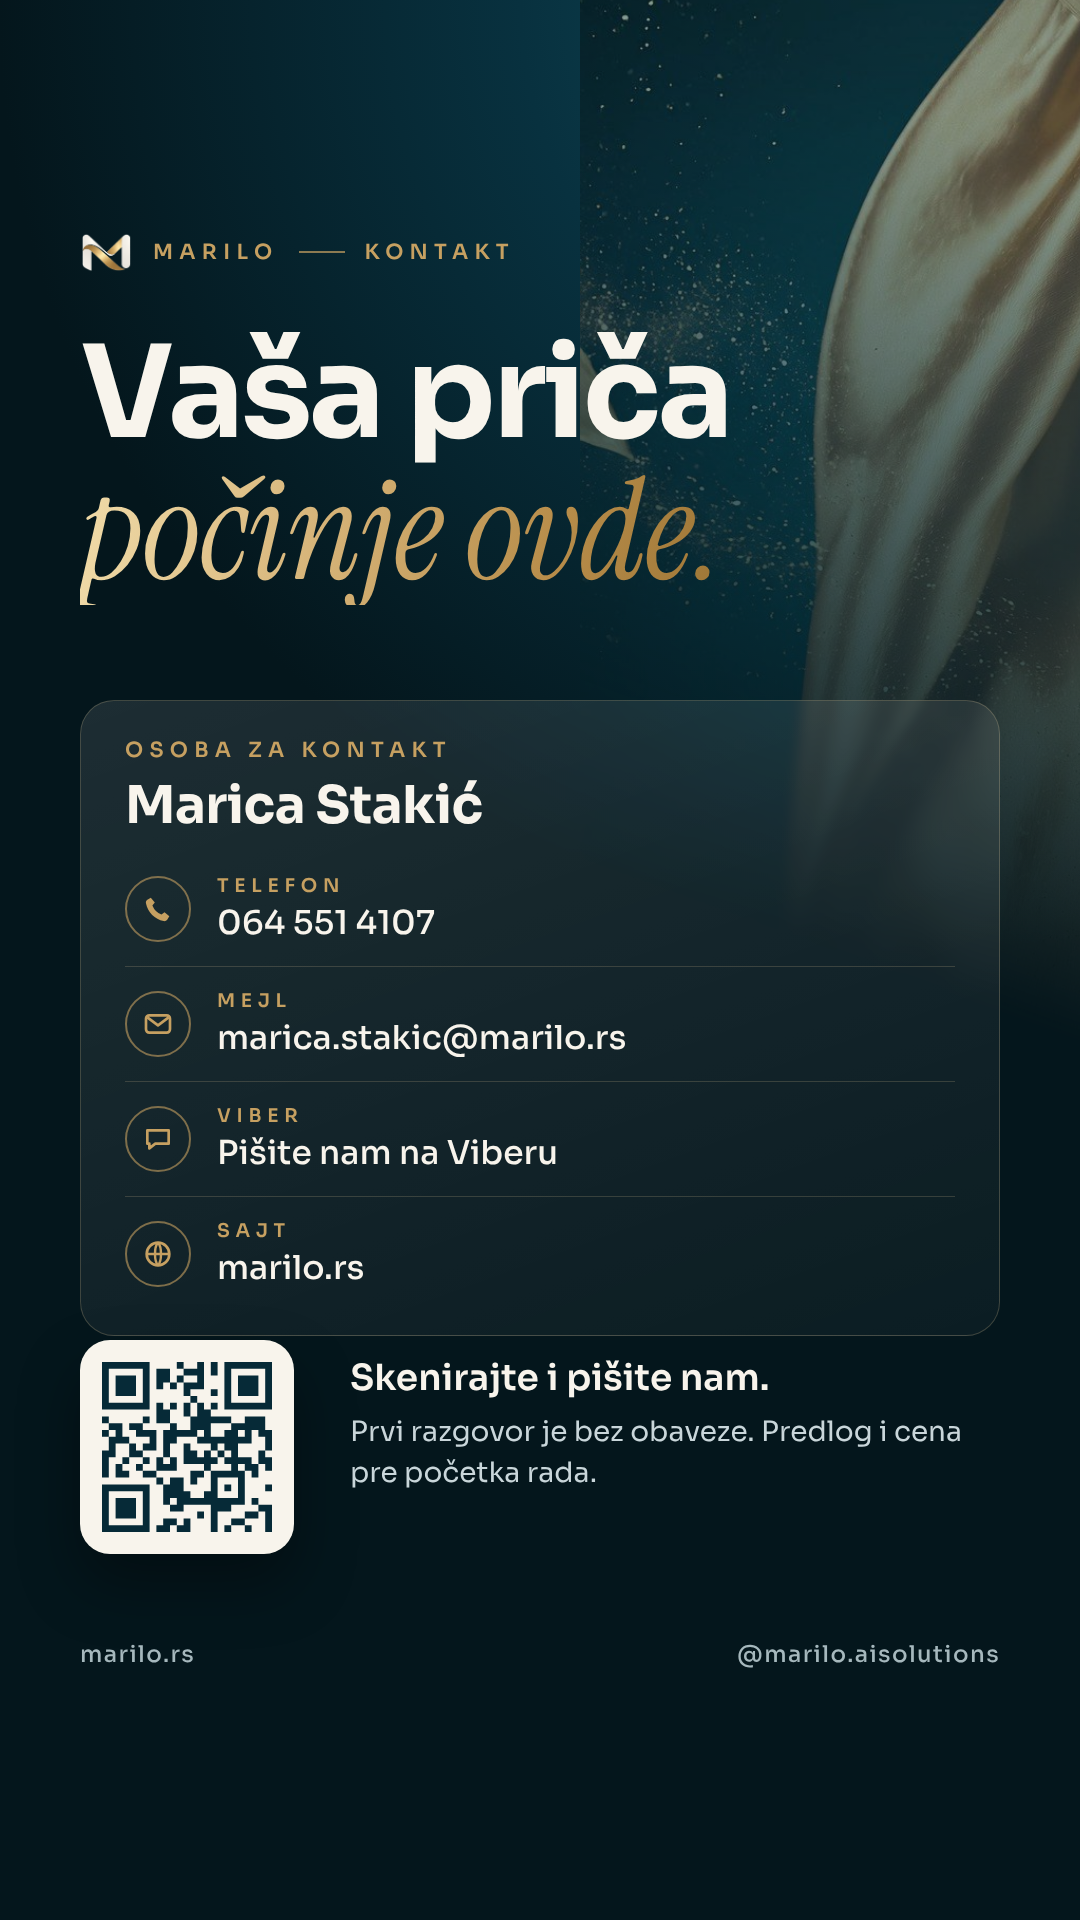 MARILO — KONTAKT
Vaša priča
počinje ovde.
OSOBA ZA KONTAKT
Marica Stakić
TELEFON
064 551 4107
MEJL
marica.stakic@marilo.rs
VIBER
Pišite nam na Viberu
SAJT
marilo.rs
Skenirajte i pišite nam.
Prvi razgovor je bez obaveze. Predlog i cena
pre početka rada.
marilo.rs
@marilo.aisolutions